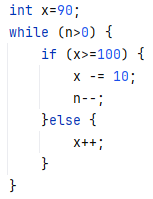 int x=90;
while (n>0) {
    if (x>=100) {
        x -= 10;
        n--;
    }else {
        x++;
    }
}